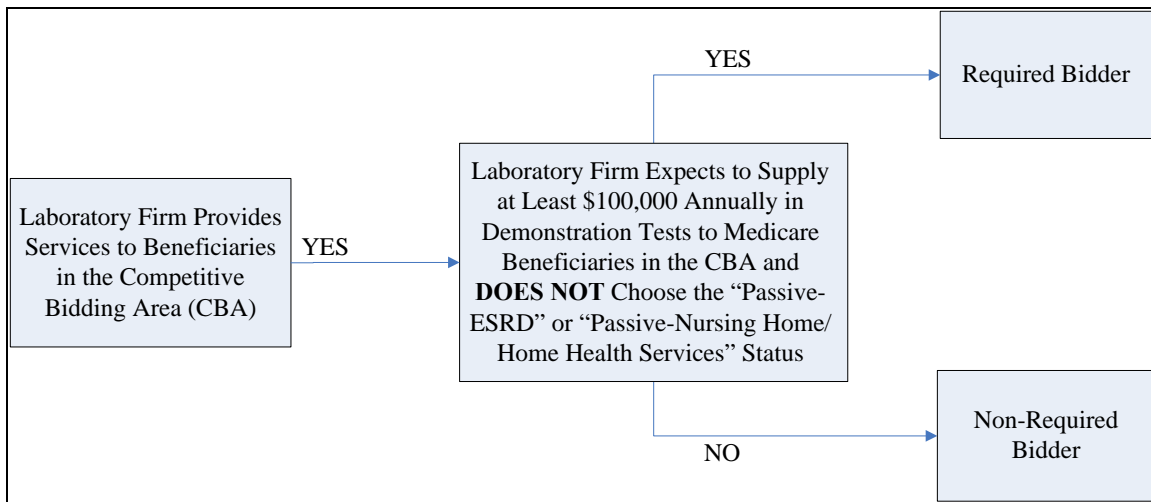 Laboratory Firm Provides
Services to Beneficiaries
in the Competitive
Bidding Area (CBA)
YES
Laboratory Firm Expects to Supply
at Least $100,000 Annually in
Demonstration Tests to Medicare
Beneficiaries in the CBA and
DOES NOT Choose the “Passive-
ESRD” or “Passive-Nursing Home/
Home Health Services” Status
YES
Required Bidder
NO
Non-Required
Bidder